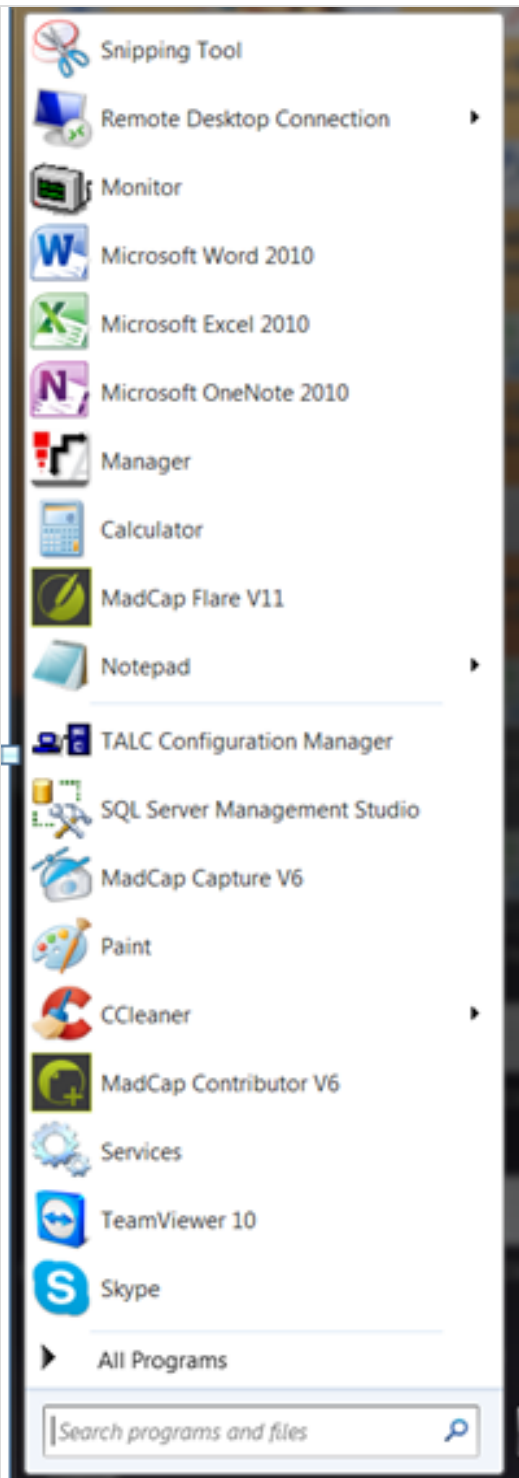 Snipping Tool
Remote Desktop Connection
Monitor
Microsoft Word 2010
Microsoft Excel 2010
Microsoft OneNote 2010
Manager
Calculator
MadCap Flare V11
Notepad
TALC Configuration Manager
SQL Server Management Studio
MadCap Capture V6
Paint
CCleaner
MadCap Contributor V6
Services
TeamViewer 10
Skype
All Programs
Search programs and files